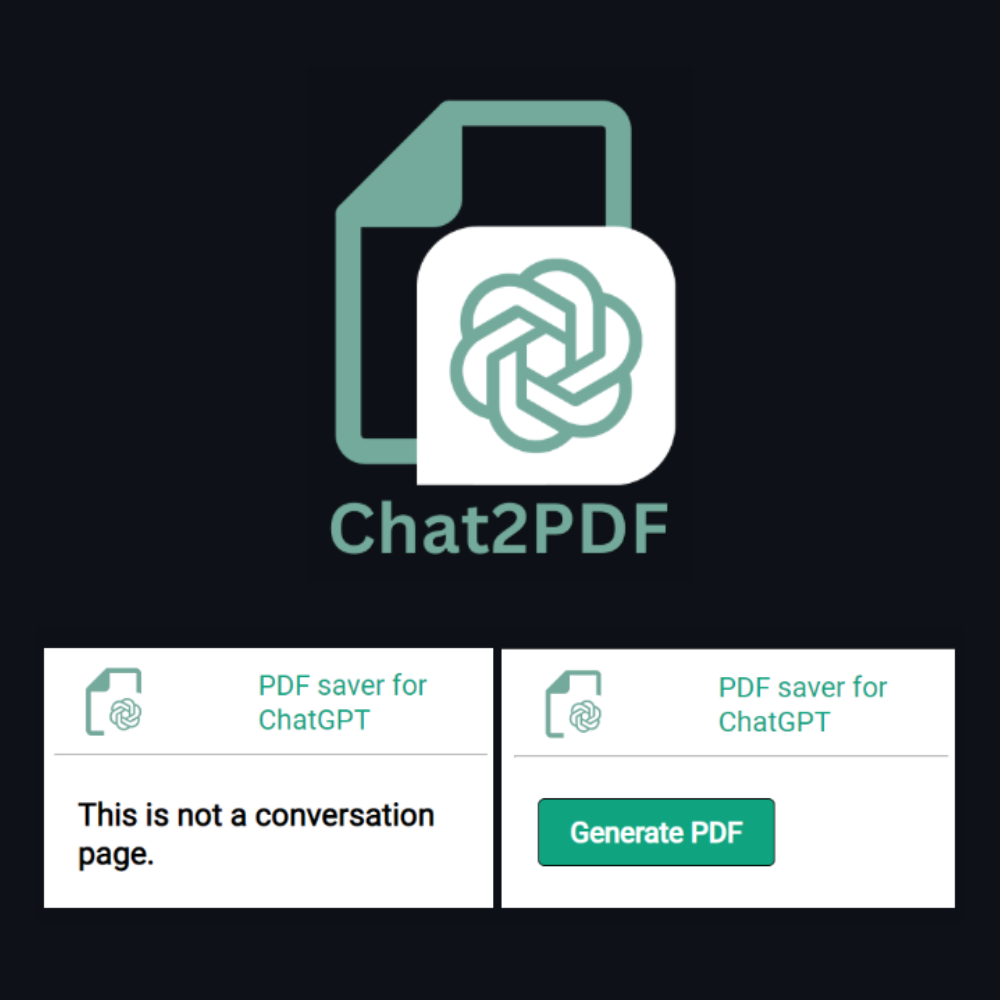 Chat2PDF
PDF saver for
ChatGPT
This is not a conversation
page.
PDF saver for
ChatGPT
Generate PDF